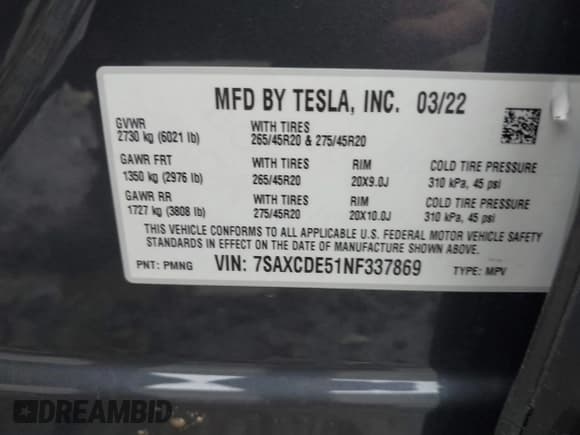 MFD BY TESLA, INC. 03/22
GVWR
2730 kg (6021 lb)
WITH TIRES
265/45R20 & 275/45R20
GAWR FRT WITH TIRES RIM COLD TIRE PRESSURE
1350 kg (2976 lb) 265/45R20 20X9.0J 310 kPa, 45 psi
GAWR RR WITH TIRES RIM COLD TIRE PRESSURE
1727 kg (3808 lb) 275/45R20 20X10.0J 310 kPa, 45 psi
THIS VEHICLE CONFORMS TO ALL APPLICABLE U.S. FEDERAL MOTOR VEHICLE SAFETY
STANDARDS IN EFFECT ON THE DATE OF MANUFACTURE SHOWN ABOVE.
PNT: PMNG VIN: 7SAXCDE51NF337869 TYPE: MPV
DREAMBID